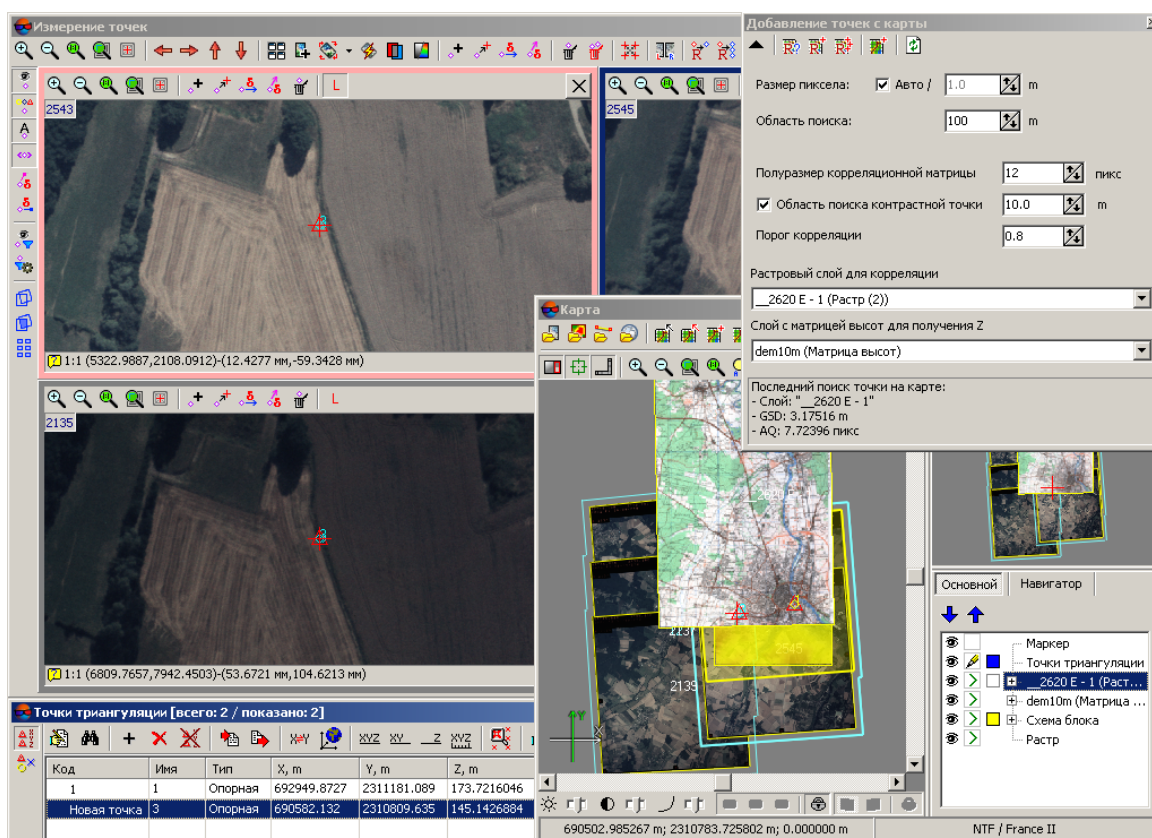 Измерение точек
L
2543
1:1 (5322.9887,2108.0912)-(12.4277 мм,-59.3428 мм)
L
2135
1:1 (6809.7657,7942.4503)-(53.6721 мм,104.6213 мм)
2545
Добавление точек с карты
Размер пиксела: Авто / 1.0 m
Область поиска: 100 m
Полуразмер корреляционной матрицы 12 пикс
Область поиска контрастной точки 10.0 m
Порог корреляции 0.8
Растровый слой для корреляции
__2620 E - 1 (Растр (2))
Слой с матрицей высот для получения Z
dem10m (Матрица высот)
Последний поиск точки на карте:
- Слой: "__2620 E - 1"
- GSD: 3.17516 m
- AQ: 7.72396 пикс
Карта
2137
2545
2139
Y
X
690502.985267 m; 2310783.725802 m; 0.000000 m
NTF / France II
Основной Навигатор
Маркер
Точки триангуляции
__2620 E - 1 (Раст...
dem10m (Матрица ...
Схема блока
Растр
Точки триангуляции [всего: 2 / показано: 2]
X=Y XYZ XY __Z XYZ
Код Имя Тип X, m Y, m Z, m
1 1 Опорная 692949.8727 2311181.089 173.7216046
Новая точка 3 Опорная 690582.132 2310809.635 145.1426884